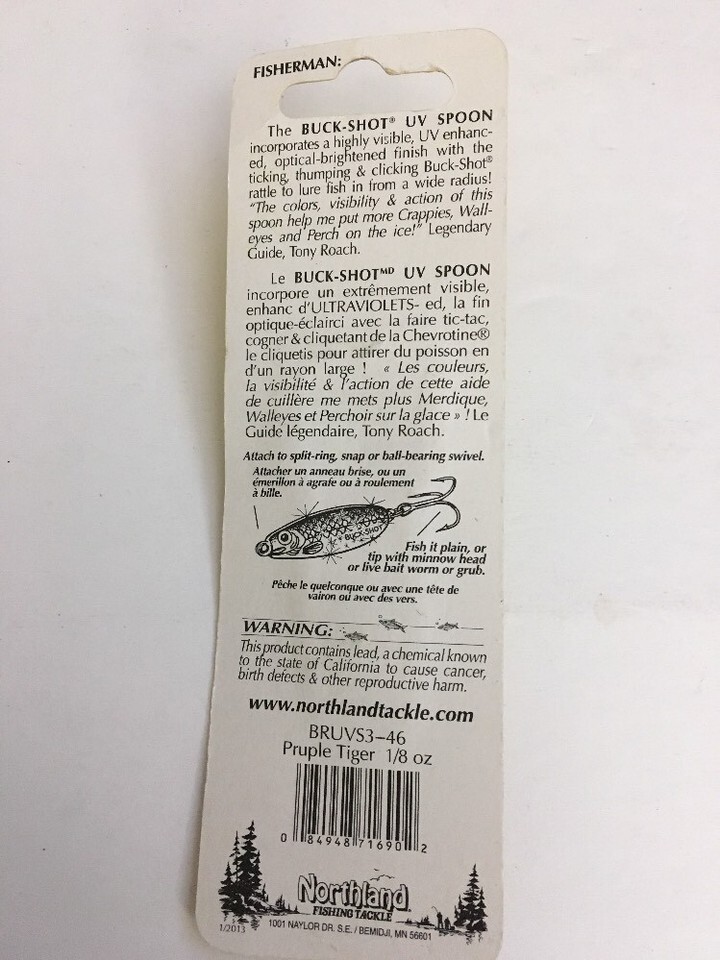 FISHERMAN:
The BUCK-SHOT® UV SPOON
incorporates a highly visible, UV enhanc-
ed, optical-brightened finish with the
ticking, thumping & clicking Buck-Shot®
rattle to lure fish in from a wide radius!
"The colors, visibility & action of this
spoon help me put more Crappies, Wall-
eyes and Perch on the ice!" Legendary
Guide, Tony Roach.
Le BUCK-SHOTᴹᴰ UV SPOON
incorpore un extrêmement visible,
enhanc d'ULTRAVIOLETS- ed, la fin
optique-éclairci avec la faire tic-tac,
cogner & cliquetant de la Chevrotine®
le cliquetis pour attirer du poisson en
d'un rayon large ! « Les couleurs,
la visibilité & l'action de cette aide
de cuillère me mets plus Merdique,
Walleyes et Perchoir sur la glace » ! Le
Guide légendaire, Tony Roach.
Attach to split-ring, snap or ball-bearing swivel.
Attacher un anneau brise, ou un
émerillon à agrafe ou à roulement
à bille.
BUCK-SHOT
Fish it plain, or
tip with minnow head
or live bait worm or grub.
Pêche le quelconque ou avec une tête de
vairon ou avec des vers.
WARNING:
This product contains lead, a chemical known
to the state of California to cause cancer,
birth defects & other reproductive harm.
www.northlandtackle.com
BRUVS3-46
Pruple Tiger 1/8 oz
0 84948 71690 2
Northland
FISHING TACKLE
1/2013 1001 NAYLOR DR. S.E. / BEMIDJI, MN 56601